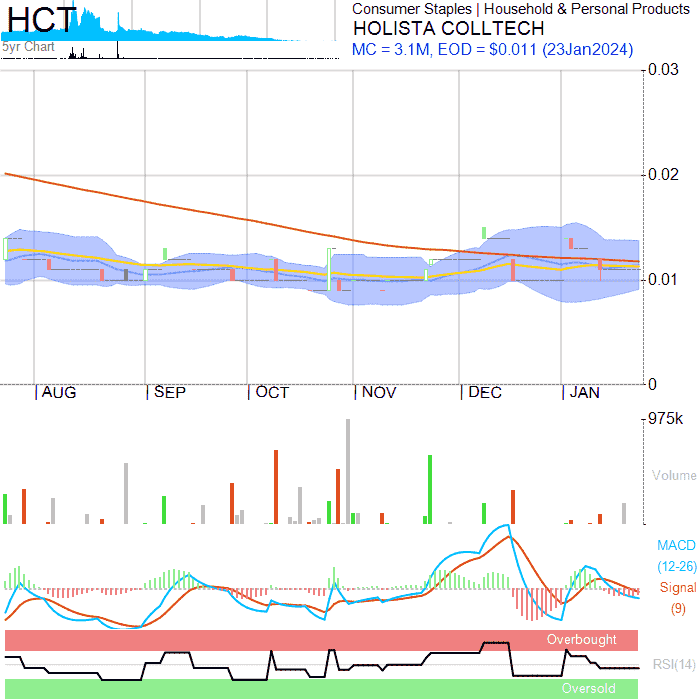 HCT
5yr Chart
Consumer Staples | Household & Personal Products
HOLISTA COLLTECH
MC = 3.1M, EOD = $0.011 (23Jan2024)
0.03
0.02
0.01
0
AUG
SEP
OCT
NOV
DEC
JAN
975k
Volume
MACD
(12-26)
Signal
(9)
Overbought
RSI(14)
Oversold